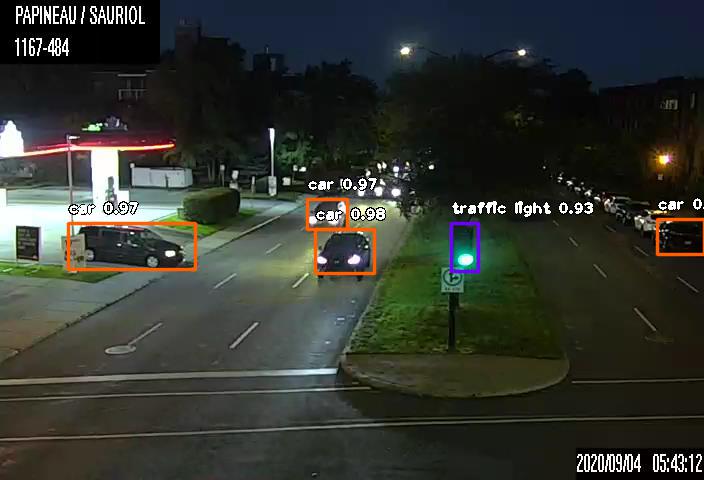 PAPINEAU / SAURIOL
1167-484
car 0.97
car 0.97
car 0.98
traffic light 0.93
car 0.
2020/09/04 05:43:12